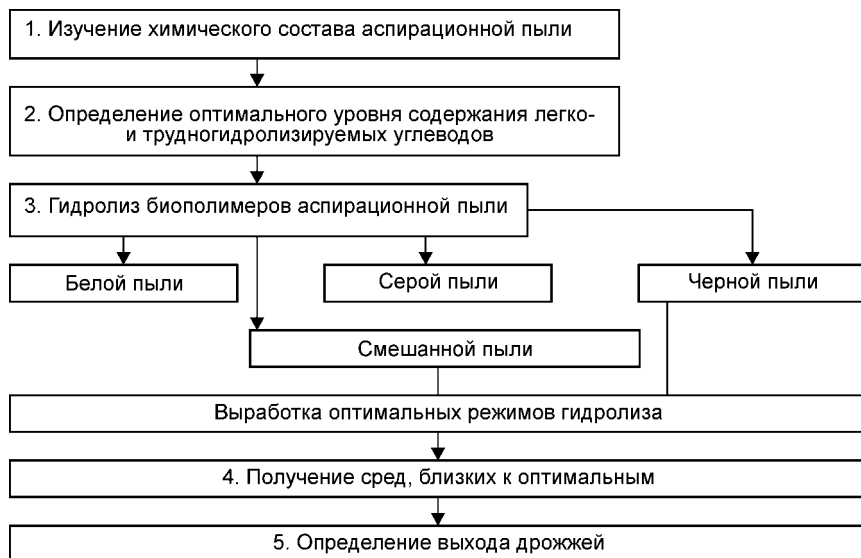 1. Изучение химического состава аспирационной пыли
2. Определение оптимального уровня содержания легко-
и трудногидролизируемых углеводов
3. Гидролиз биополимеров аспирационной пыли
Белой пыли
Серой пыли
Черной пыли
Смешанной пыли
Выработка оптимальных режимов гидролиза
4. Получение сред, близких к оптимальным
5. Определение выхода дрожжей